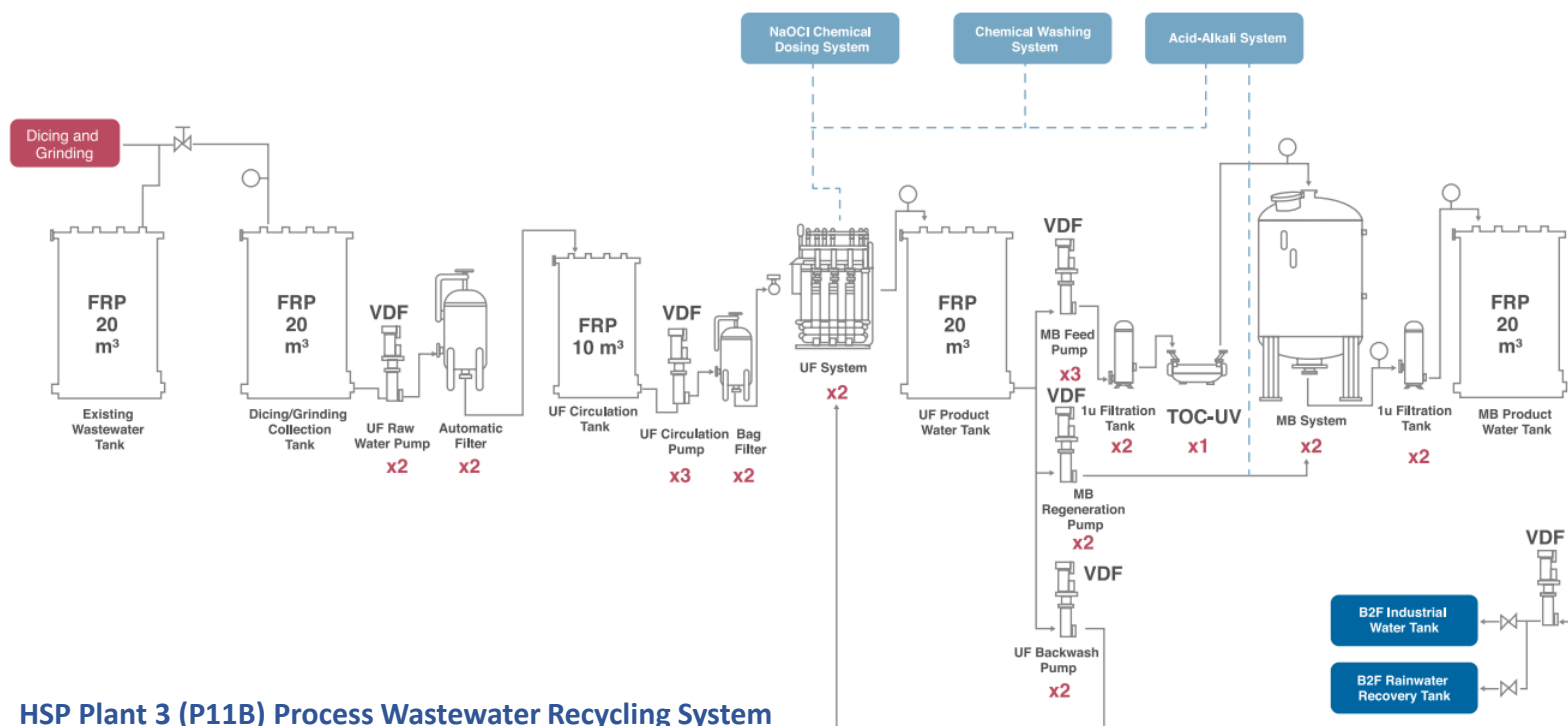 NaOCl Chemical
Dosing System
Chemical Washing
System
Acid-Alkali System
Dicing and
Grinding
FRP
20
m³
Existing
Wastewater
Tank
FRP
20
m³
Dicing/Grinding
Collection
Tank
VDF
UF Raw
Water Pump
x2
Automatic
Filter
x2
FRP
10 m³
UF Circulation
Tank
VDF
UF Circulation
Pump
x3
Bag
Filter
x2
UF System
x2
FRP
20
m³
UF Product
Water Tank
VDF
MB Feed
Pump
x3
VDF
MB
Regeneration
Pump
x2
VDF
UF Backwash
Pump
x2
1u Filtration
Tank
x2
TOC-UV
x1
MB System
x2
1u Filtration
Tank
x2
FRP
20
m³
MB Product
Water Tank
VDF
B2F Industrial
Water Tank
B2F Rainwater
Recovery Tank
HSP Plant 3 (P11B) Process Wastewater Recycling System